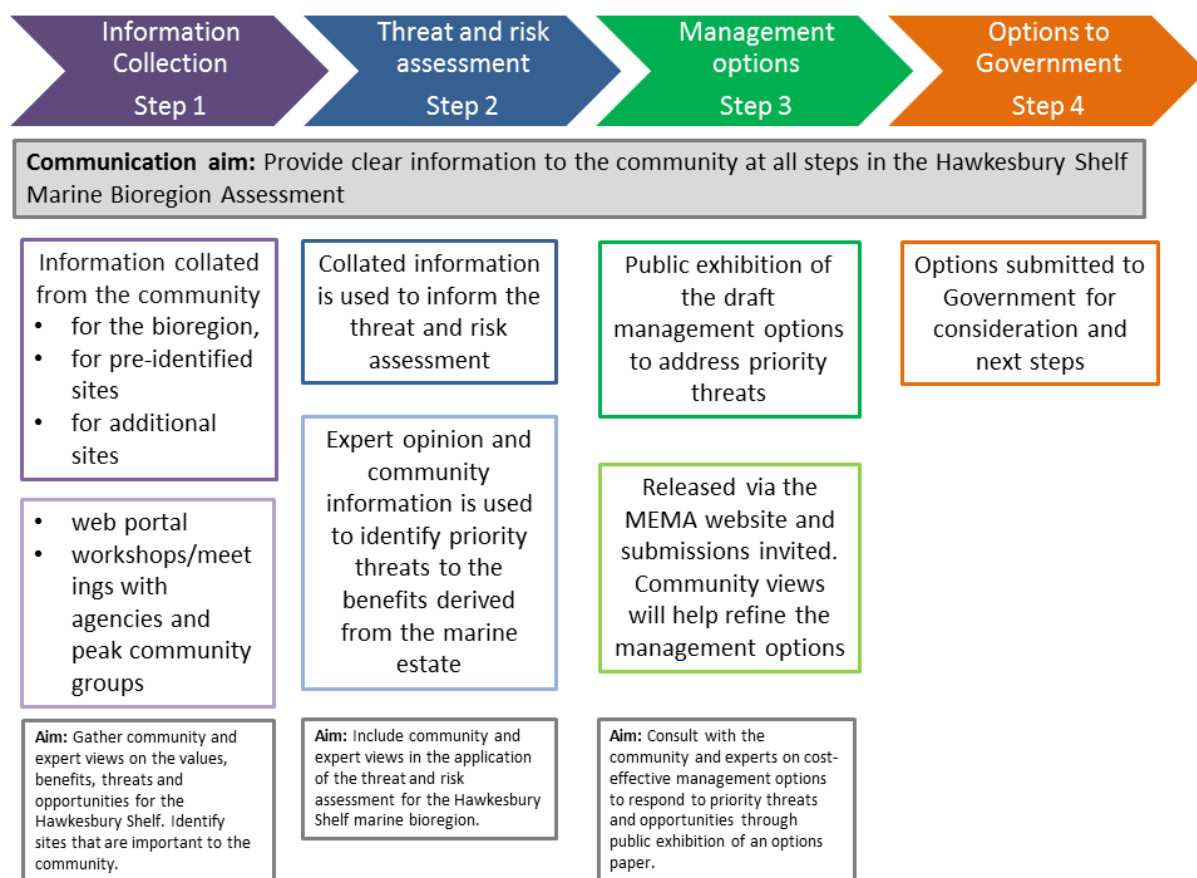 Information
Collection
Step 1
Threat and risk
assessment
Step 2
Management
options
Step 3
Options to
Government
Step 4
Communication aim: Provide clear information to the community at all steps in the Hawkesbury Shelf
Marine Bioregion Assessment
Information collated
from the community
• for the bioregion,
• for pre-identified
sites
• for additional
sites
• web portal
• workshops/meet
ings with
agencies and
peak community
groups
Aim: Gather community and
expert views on the values,
benefits, threats and
opportunities for the
Hawkesbury Shelf. Identify
sites that are important to the
community.
Collated information
is used to inform the
threat and risk
assessment
Expert opinion and
community
information is used
to identify priority
threats to the
benefits derived
from the marine
estate
Aim: Include community and
expert views in the application
of the threat and risk
assessment for the Hawkesbury
Shelf marine bioregion.
Public exhibition of
the draft
management options
to address priority
threats
Released via the
MEMA website and
submissions invited.
Community views
will help refine the
management options
Aim: Consult with the
community and experts on cost-
effective management options
to respond to priority threats
and opportunities through
public exhibition of an options
paper.
Options submitted to
Government for
consideration and
next steps